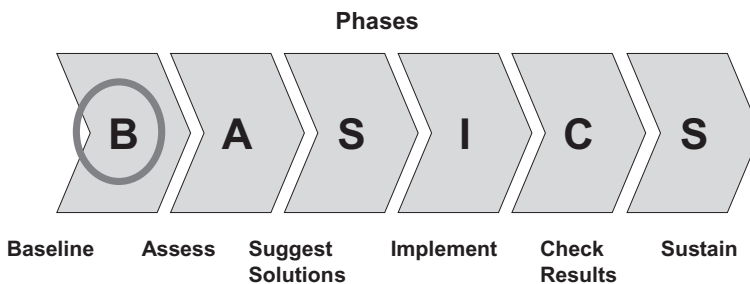 Phases
B A S I C S
Baseline Assess Suggest Solutions Implement Check Results Sustain